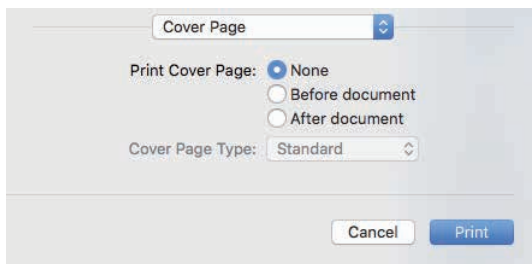 Cover Page
Print Cover Page: None
Before document
After document
Cover Page Type: Standard
Cancel Print